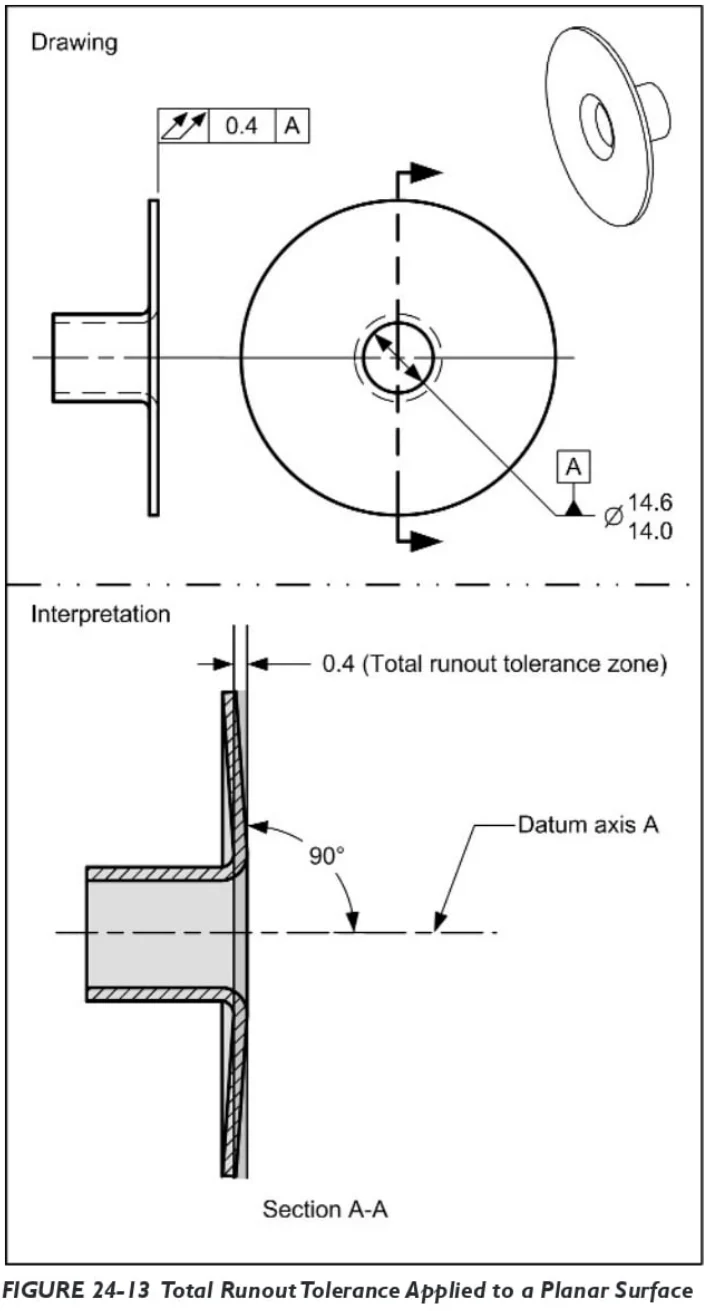 Drawing
0.4 A
A
Ø 14.6
14.0
Interpretation
0.4 (Total runout tolerance zone)
Datum axis A
90°
Section A-A
FIGURE 24-13 Total Runout Tolerance Applied to a Planar Surface